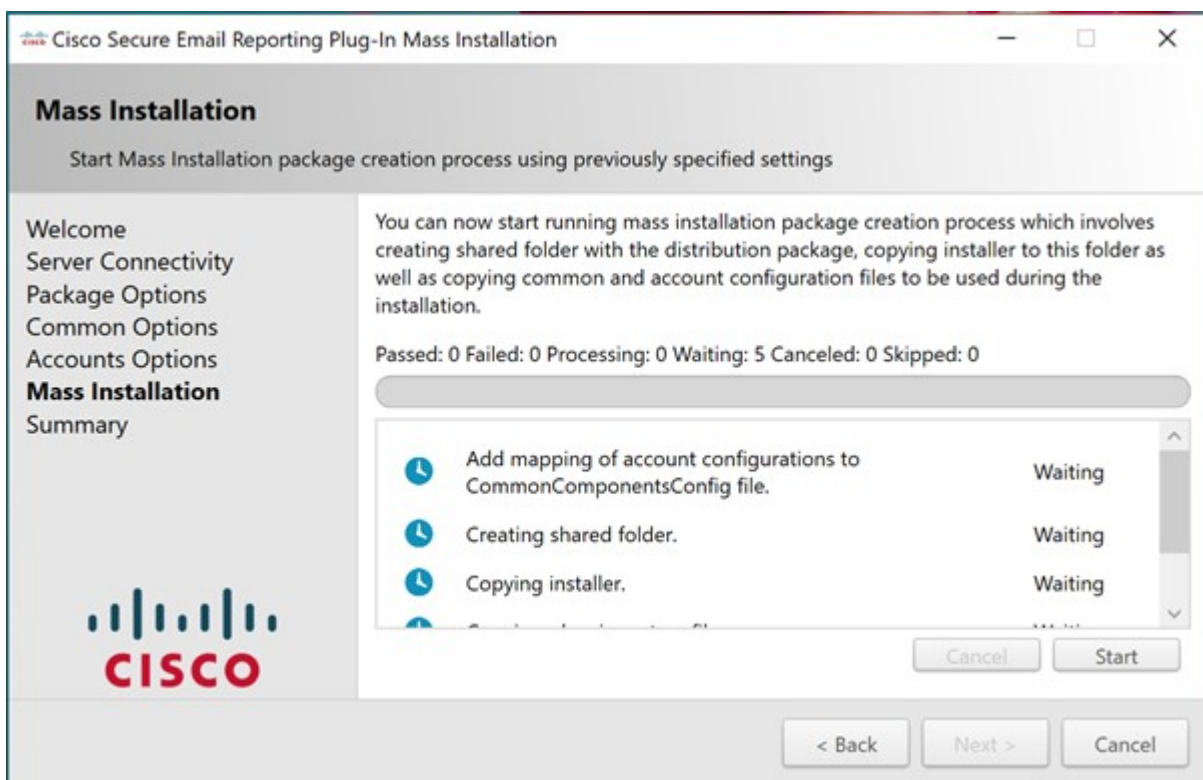 CISCO Cisco Secure Email Reporting Plug-In Mass Installation
Mass Installation
Start Mass Installation package creation process using previously specified settings
Welcome
Server Connectivity
Package Options
Common Options
Accounts Options
Mass Installation
Summary
CISCO
You can now start running mass installation package creation process which involves
creating shared folder with the distribution package, copying installer to this folder as
well as copying common and account configuration files to be used during the
installation.
Passed: 0 Failed: 0 Processing: 0 Waiting: 5 Canceled: 0 Skipped: 0
Add mapping of account configurations to
CommonComponentsConfig file.
Waiting
Creating shared folder.
Waiting
Copying installer.
Waiting
Cancel
Start
< Back
Next >
Cancel